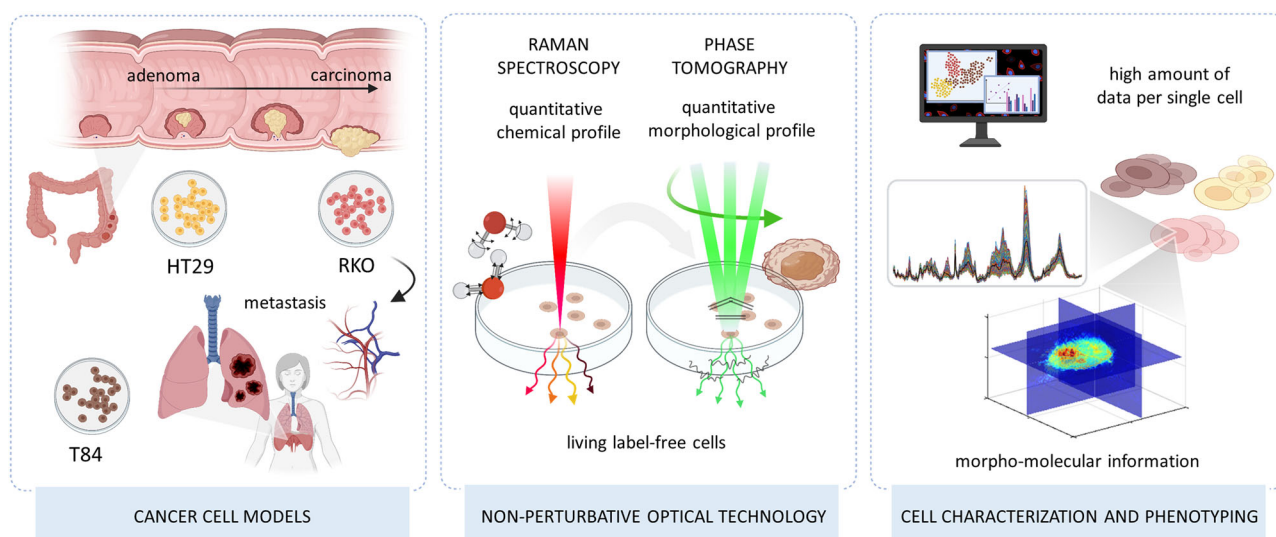 adenoma
carcinoma
HT29
RKO
metastasis
T84
CANCER CELL MODELS
RAMAN
SPECTROSCOPY
quantitative
chemical profile
PHASE
TOMOGRAPHY
quantitative
morphological profile
living label-free cells
NON-PERTURBATIVE OPTICAL TECHNOLOGY
high amount of
data per single cell
morpho-molecular information
CELL CHARACTERIZATION AND PHENOTYPING